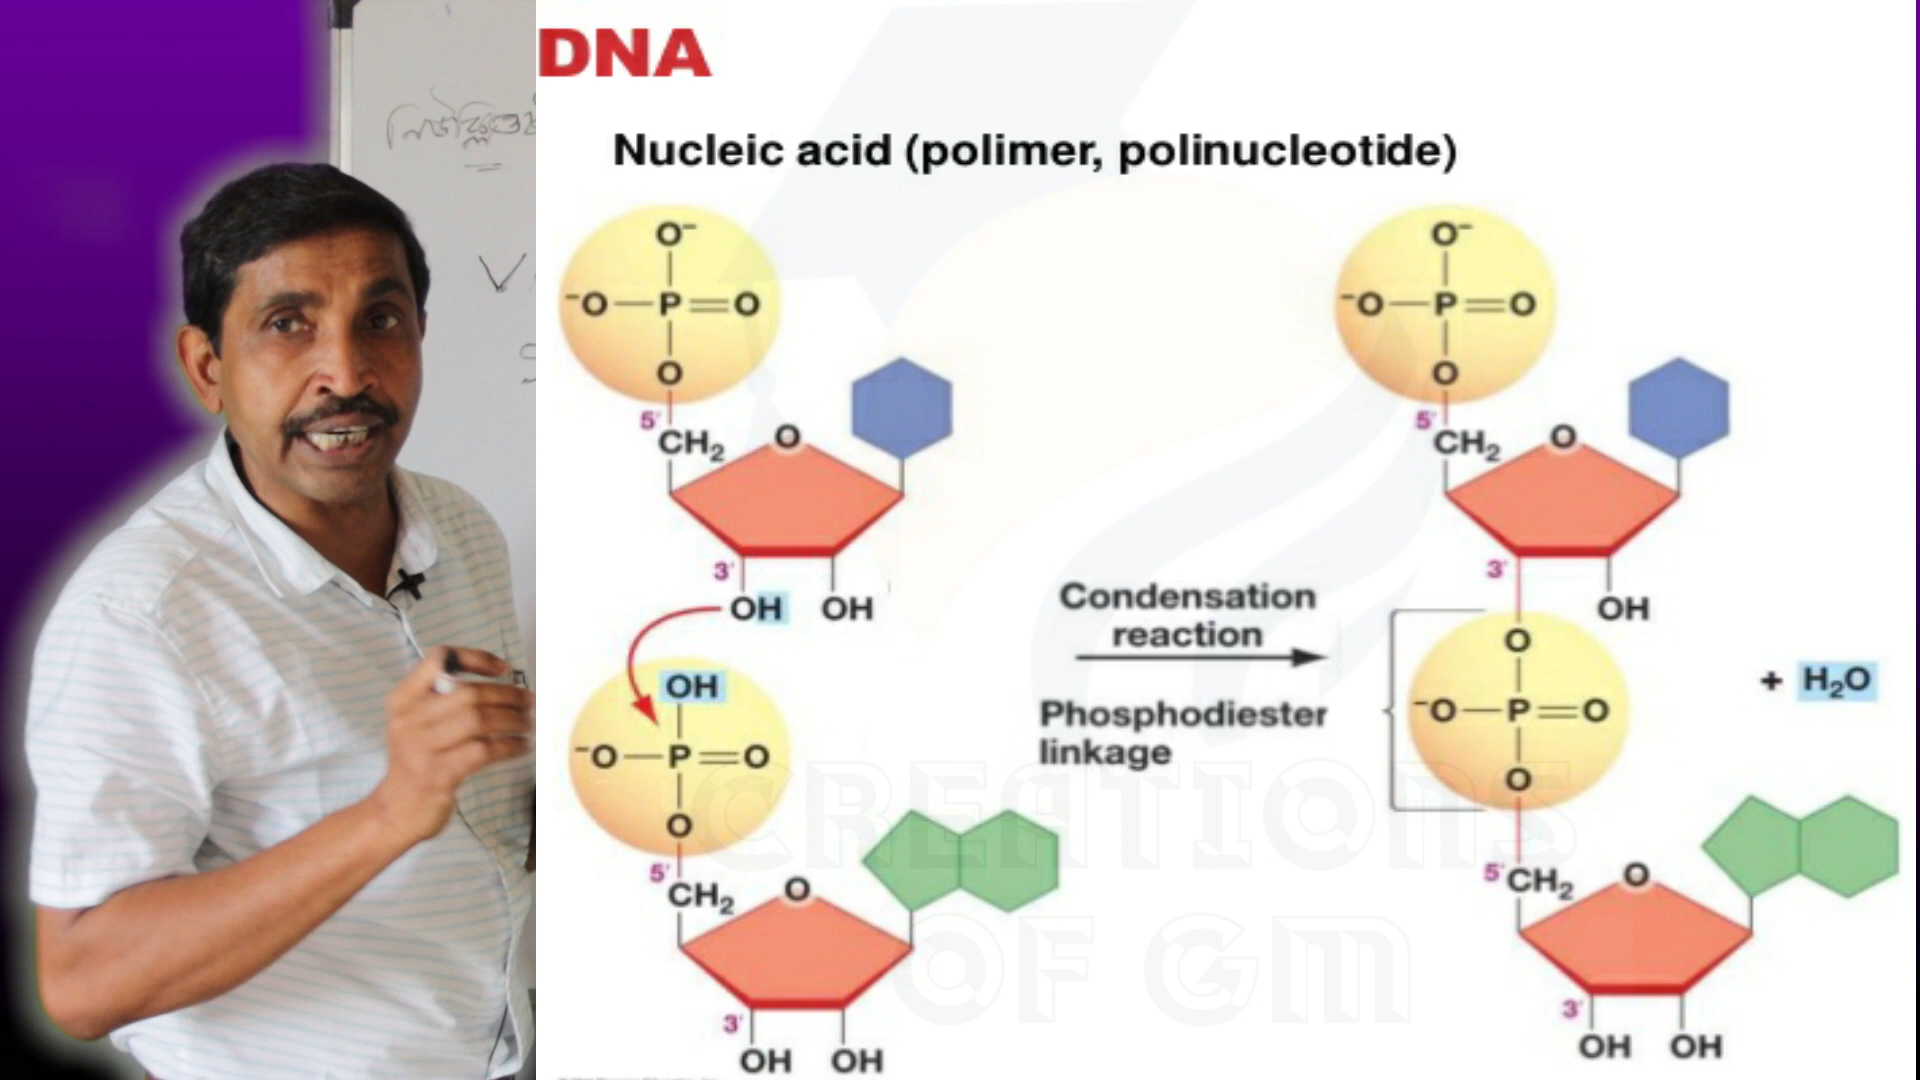 DNA
Nucleic acid (polimer, polinucleotide)
O⁻
⁻O—P=O
O
5'
CH₂
O
3'
OH OH
OH
⁻O—P=O
O
5'
CH₂
O
3'
OH OH
Condensation
reaction
Phosphodiester
linkage
O⁻
⁻O—P=O
O
5'
CH₂
O
3'
OH
O
⁻O—P=O
O
+ H₂O
5'
CH₂
O
3'
OH OH
CREATIONS
OF GM